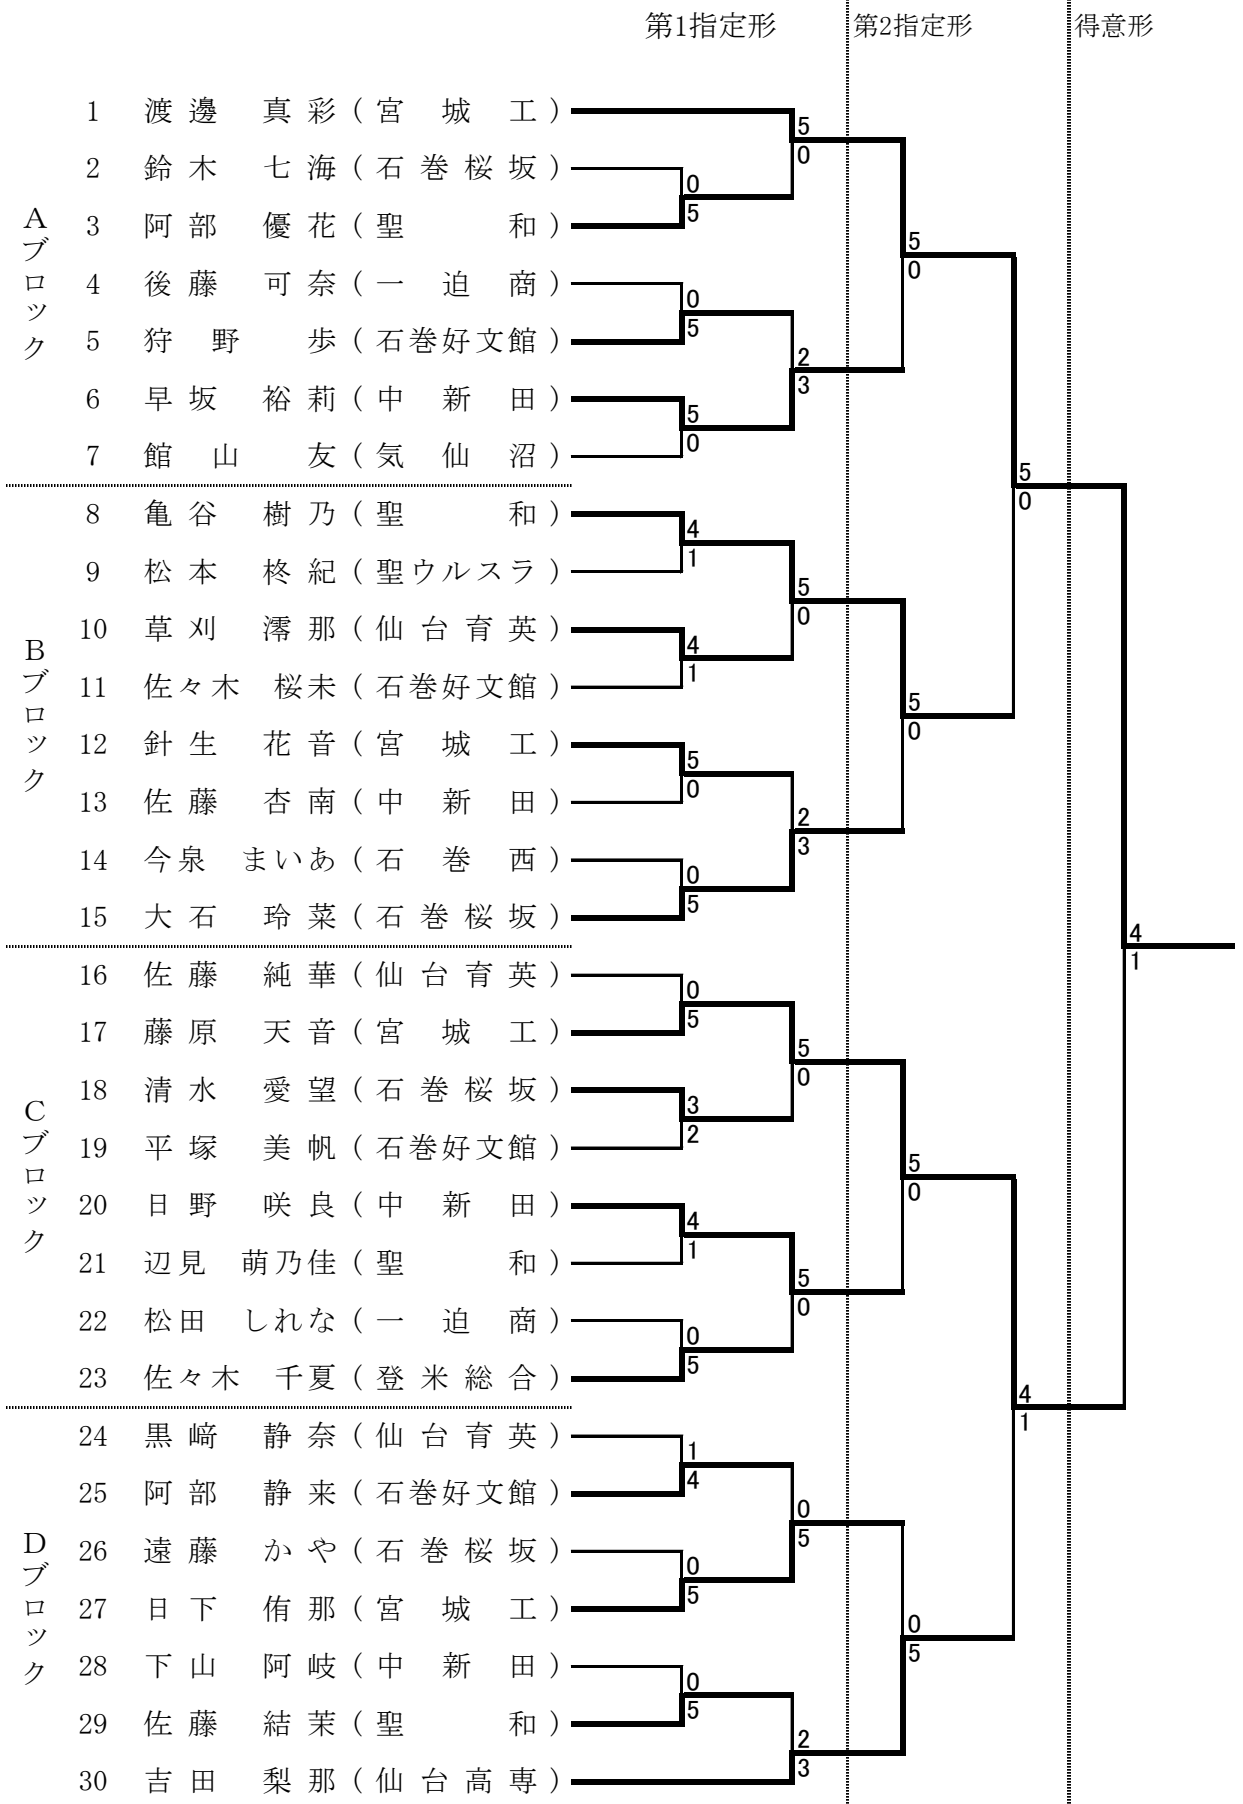 第1指定形 第2指定形 得意形
Aブロック
1 渡邊 真彩(宮城工)
2 鈴木 七海(石巻桜坂)
3 阿部 優花(聖和)
4 後藤 可奈(一迫商)
5 狩野 歩(石巻好文館)
6 早坂 裕莉(中新田)
7 館山 友(気仙沼)
5
0
0
5
0
5
2
3
5
0
5
0
Bブロック
8 亀谷 樹乃(聖和)
9 松本 柊紀(聖ウルスラ)
10 草刈 澪那(仙台育英)
11 佐々木 桜未(石巻好文館)
12 針生 花音(宮城工)
13 佐藤 杏南(中新田)
14 今泉 まいあ(石巻西)
15 大石 玲菜(石巻桜坂)
5
0
4
1
5
0
4
1
5
0
5
0
2
3
0
5
4
1
Cブロック
16 佐藤 純華(仙台育英)
17 藤原 天音(宮城工)
18 清水 愛望(石巻桜坂)
19 平塚 美帆(石巻好文館)
20 日野 咲良(中新田)
21 辺見 萌乃佳(聖和)
22 松田 しれな(一迫商)
23 佐々木 千夏(登米総合)
0
5
5
0
3
2
5
0
4
1
5
0
0
5
4
1
Dブロック
24 黒﨑 静奈(仙台育英)
25 阿部 静来(石巻好文館)
26 遠藤 かや(石巻桜坂)
27 日下 侑那(宮城工)
28 下山 阿岐(中新田)
29 佐藤 結茉(聖和)
30 吉田 梨那(仙台高専)
1
4
0
5
0
5
0
5
0
5
2
3